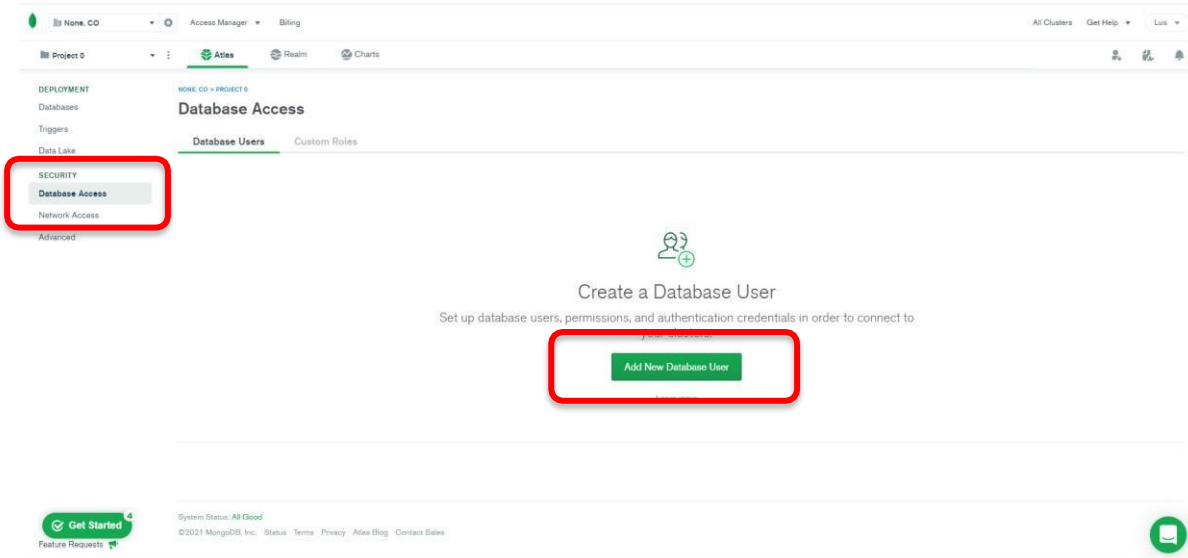 None. CO
Access Manager
Billing
All Clusters
Get Help
Luis
Project 0
Atlas
Realm
Charts
DEPLOYMENT
Databases
Triggers
Data Lake
SECURITY
Database Access
Network Access
Advanced
NONE. CO > PROJECT 0
Database Access
Database Users
Custom Roles
Create a Database User
Set up database users, permissions, and authentication credentials in order to connect to
your clusters.
Add New Database User
Get Started
4
Feature Requests
System Status: All Good
©2021 MongoDB, Inc. Status Terms Privacy Atlas Blog Contact Sales